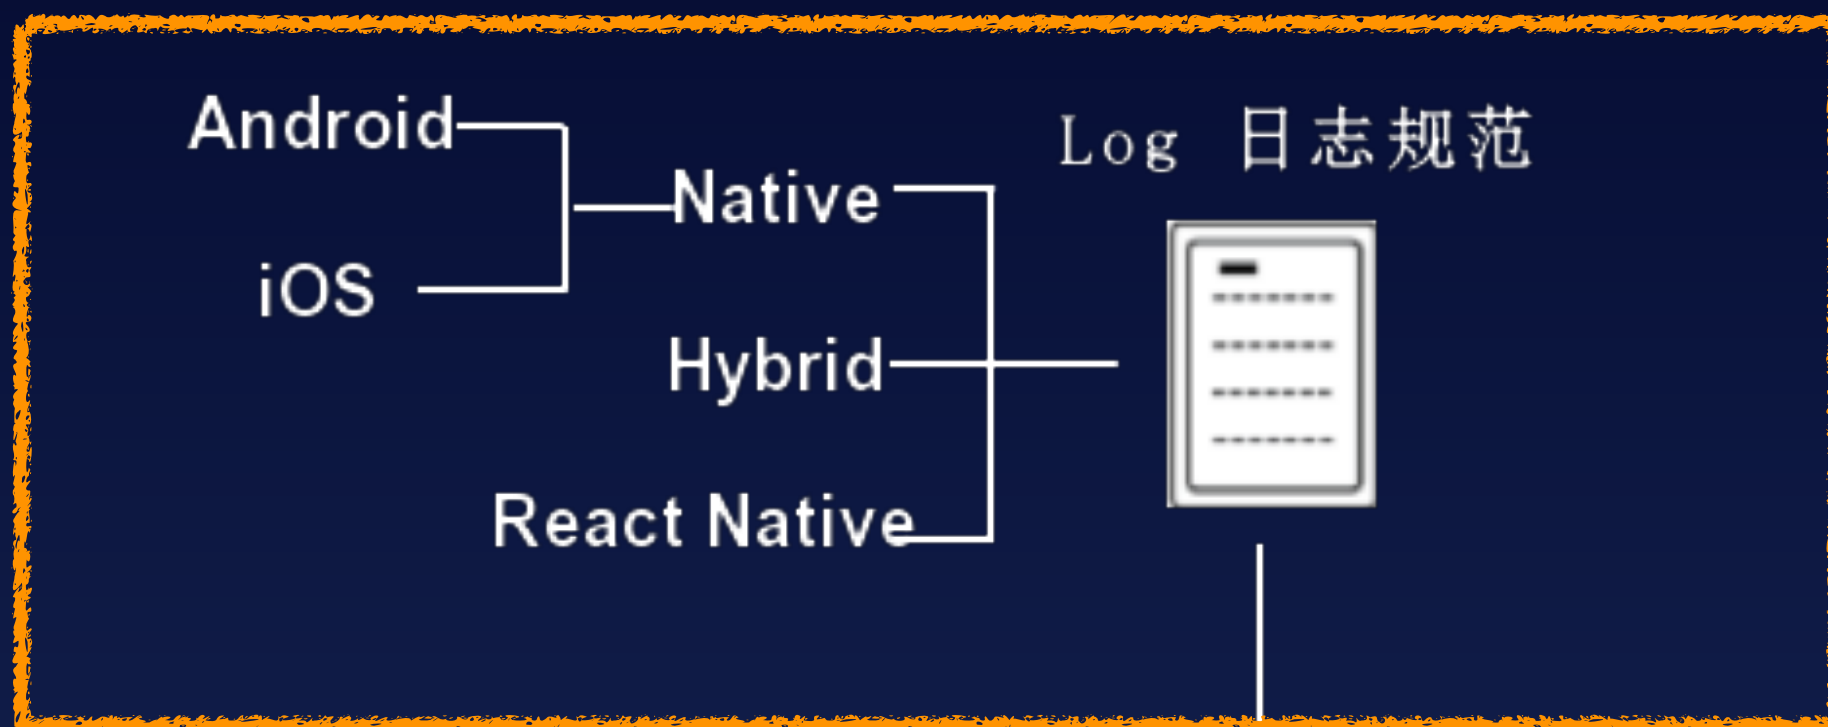 Android
Log 日志规范
Native
iOS
Hybrid
React Native